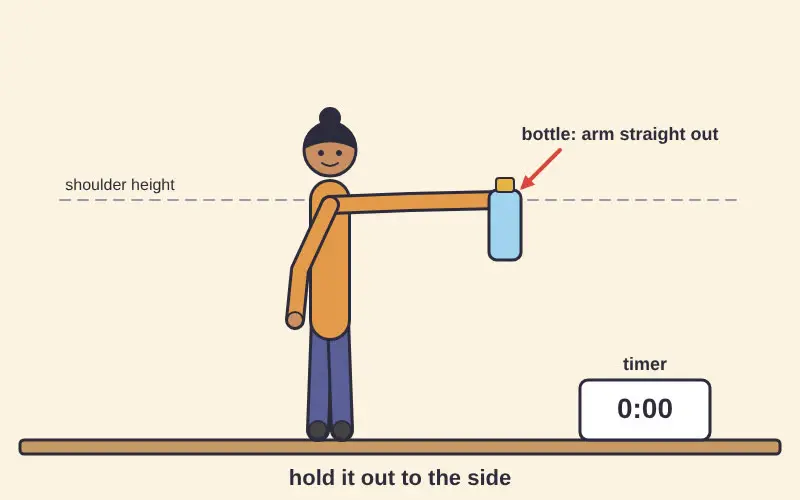 bottle: arm straight out
shoulder height
timer
0:00
hold it out to the side